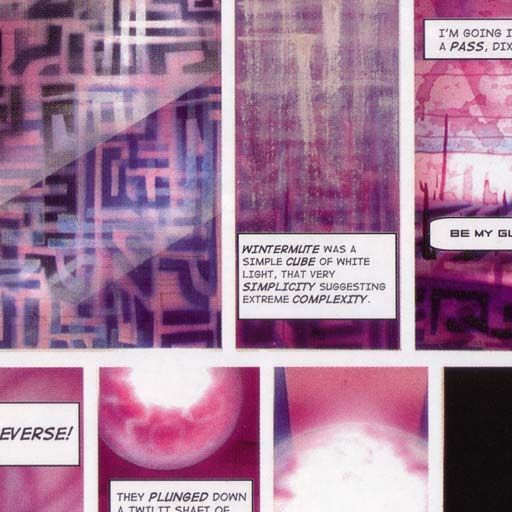 I'M GOING
A PASS, DIX
WINTERMUTE WAS A
SIMPLE CUBE OF WHITE
LIGHT, THAT VERY
SIMPLICITY SUGGESTING
EXTREME COMPLEXITY.
BE MY
EVERSE!
THEY PLUNGED DOWN
A TWILIT SHAFT OF